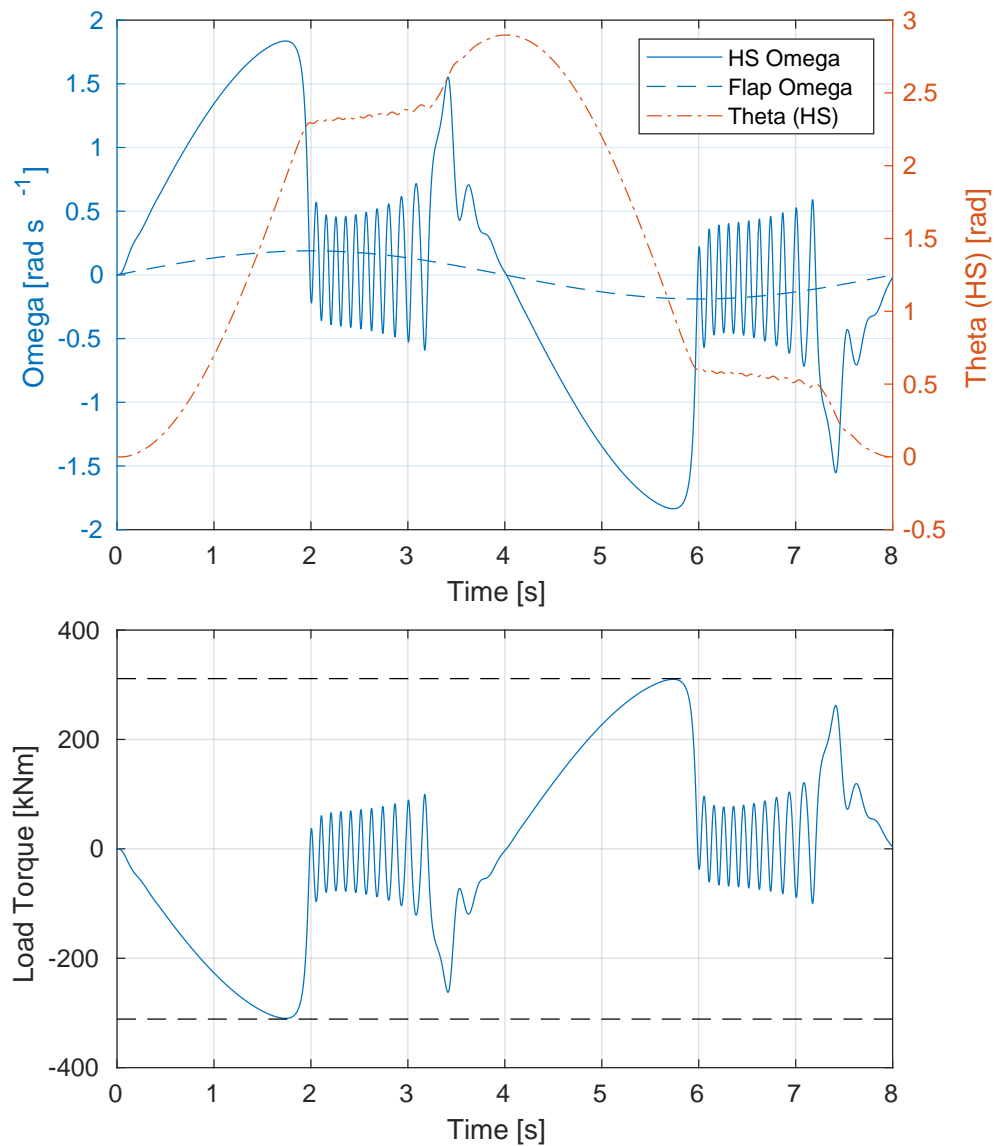 2
1.5
1
0.5
0
-0.5
-1
-1.5
-2
Omega [rad s -1]
3
2.5
2
1.5
1
0.5
0
-0.5
Theta (HS) [rad]
HS Omega
Flap Omega
Theta (HS)
0 1 2 3 4 5 6 7 8
Time [s]
400
200
0
-200
-400
Load Torque [kNm]
0 1 2 3 4 5 6 7 8
Time [s]